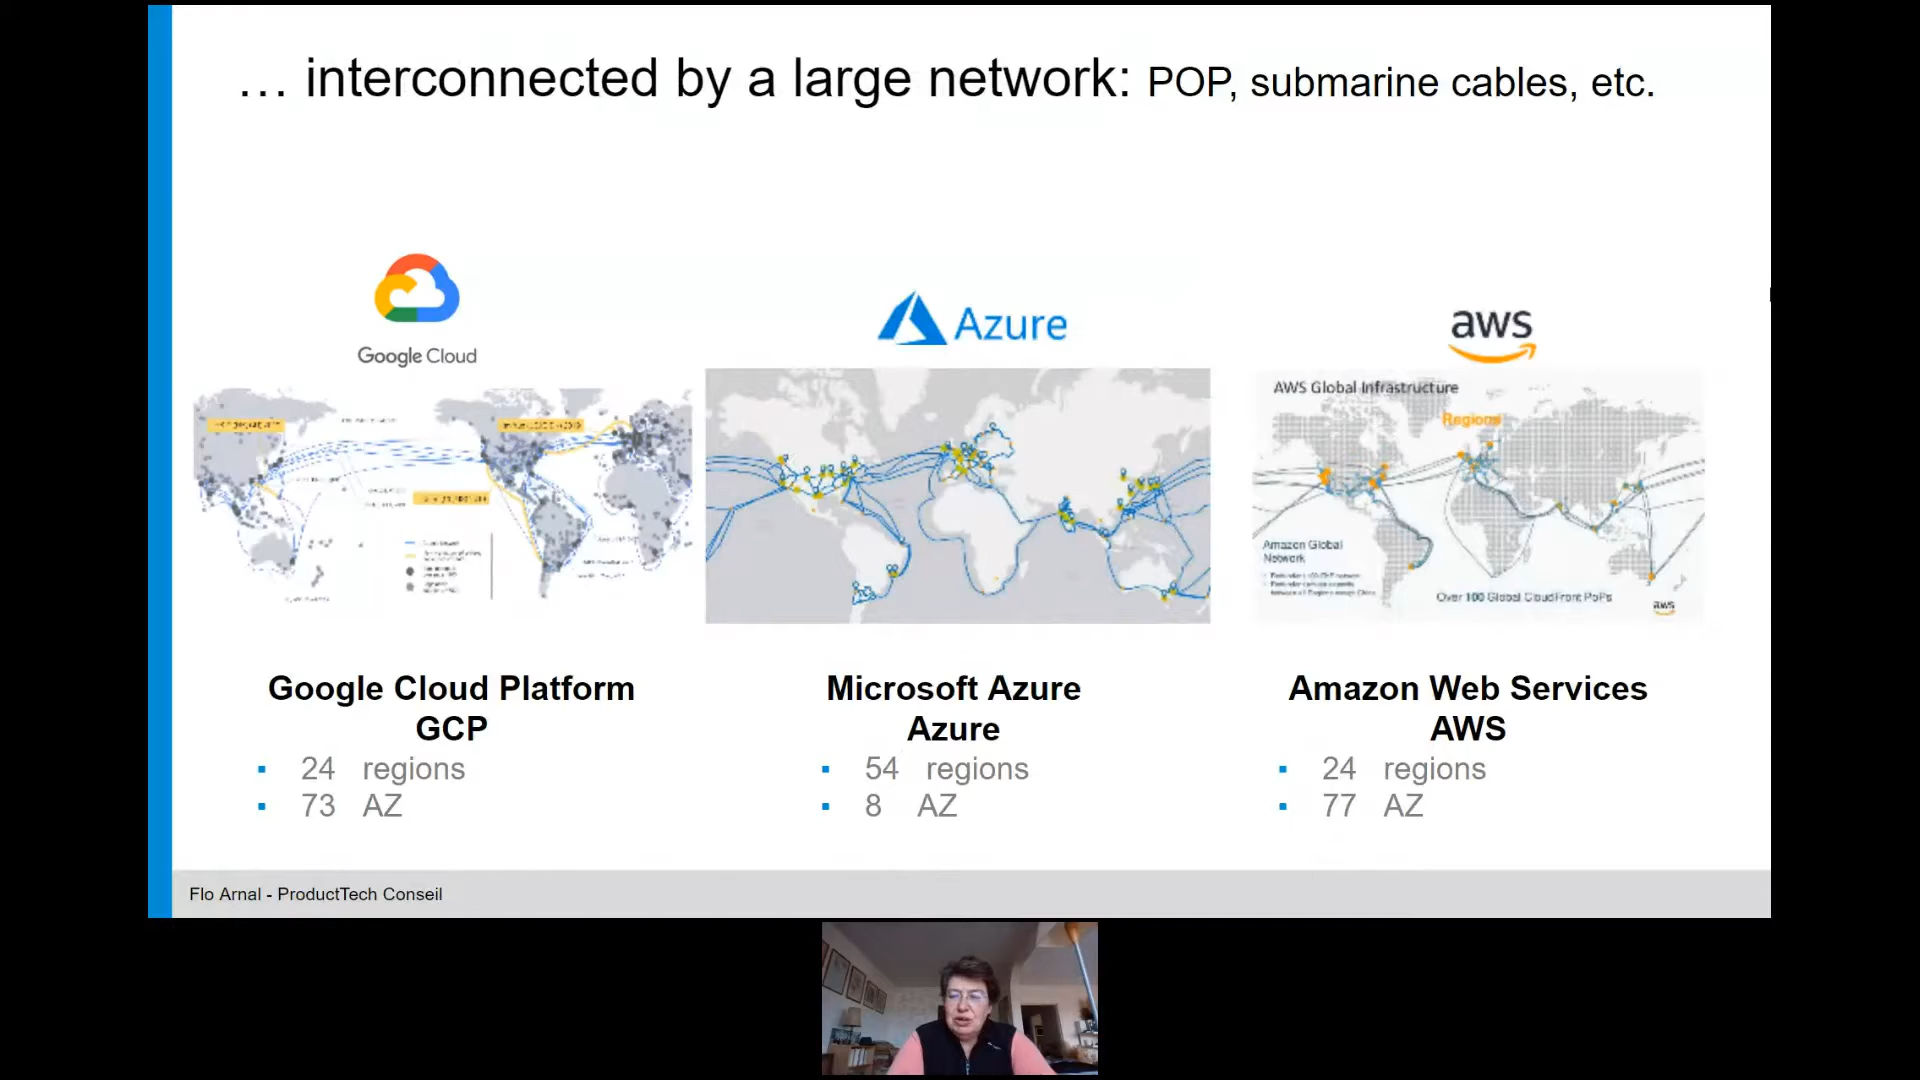 … interconnected by a large network: POP, submarine cables, etc.
Google Cloud
Azure
aws
AWS Global Infrastructure
Regions
Amazon Global
Network
Over 100 Global CloudFront PoPs
aws
Google Cloud Platform
GCP
▪ 24 regions
▪ 73 AZ
Microsoft Azure
Azure
▪ 54 regions
▪ 8 AZ
Amazon Web Services
AWS
▪ 24 regions
▪ 77 AZ
Flo Arnal - ProductTech Conseil